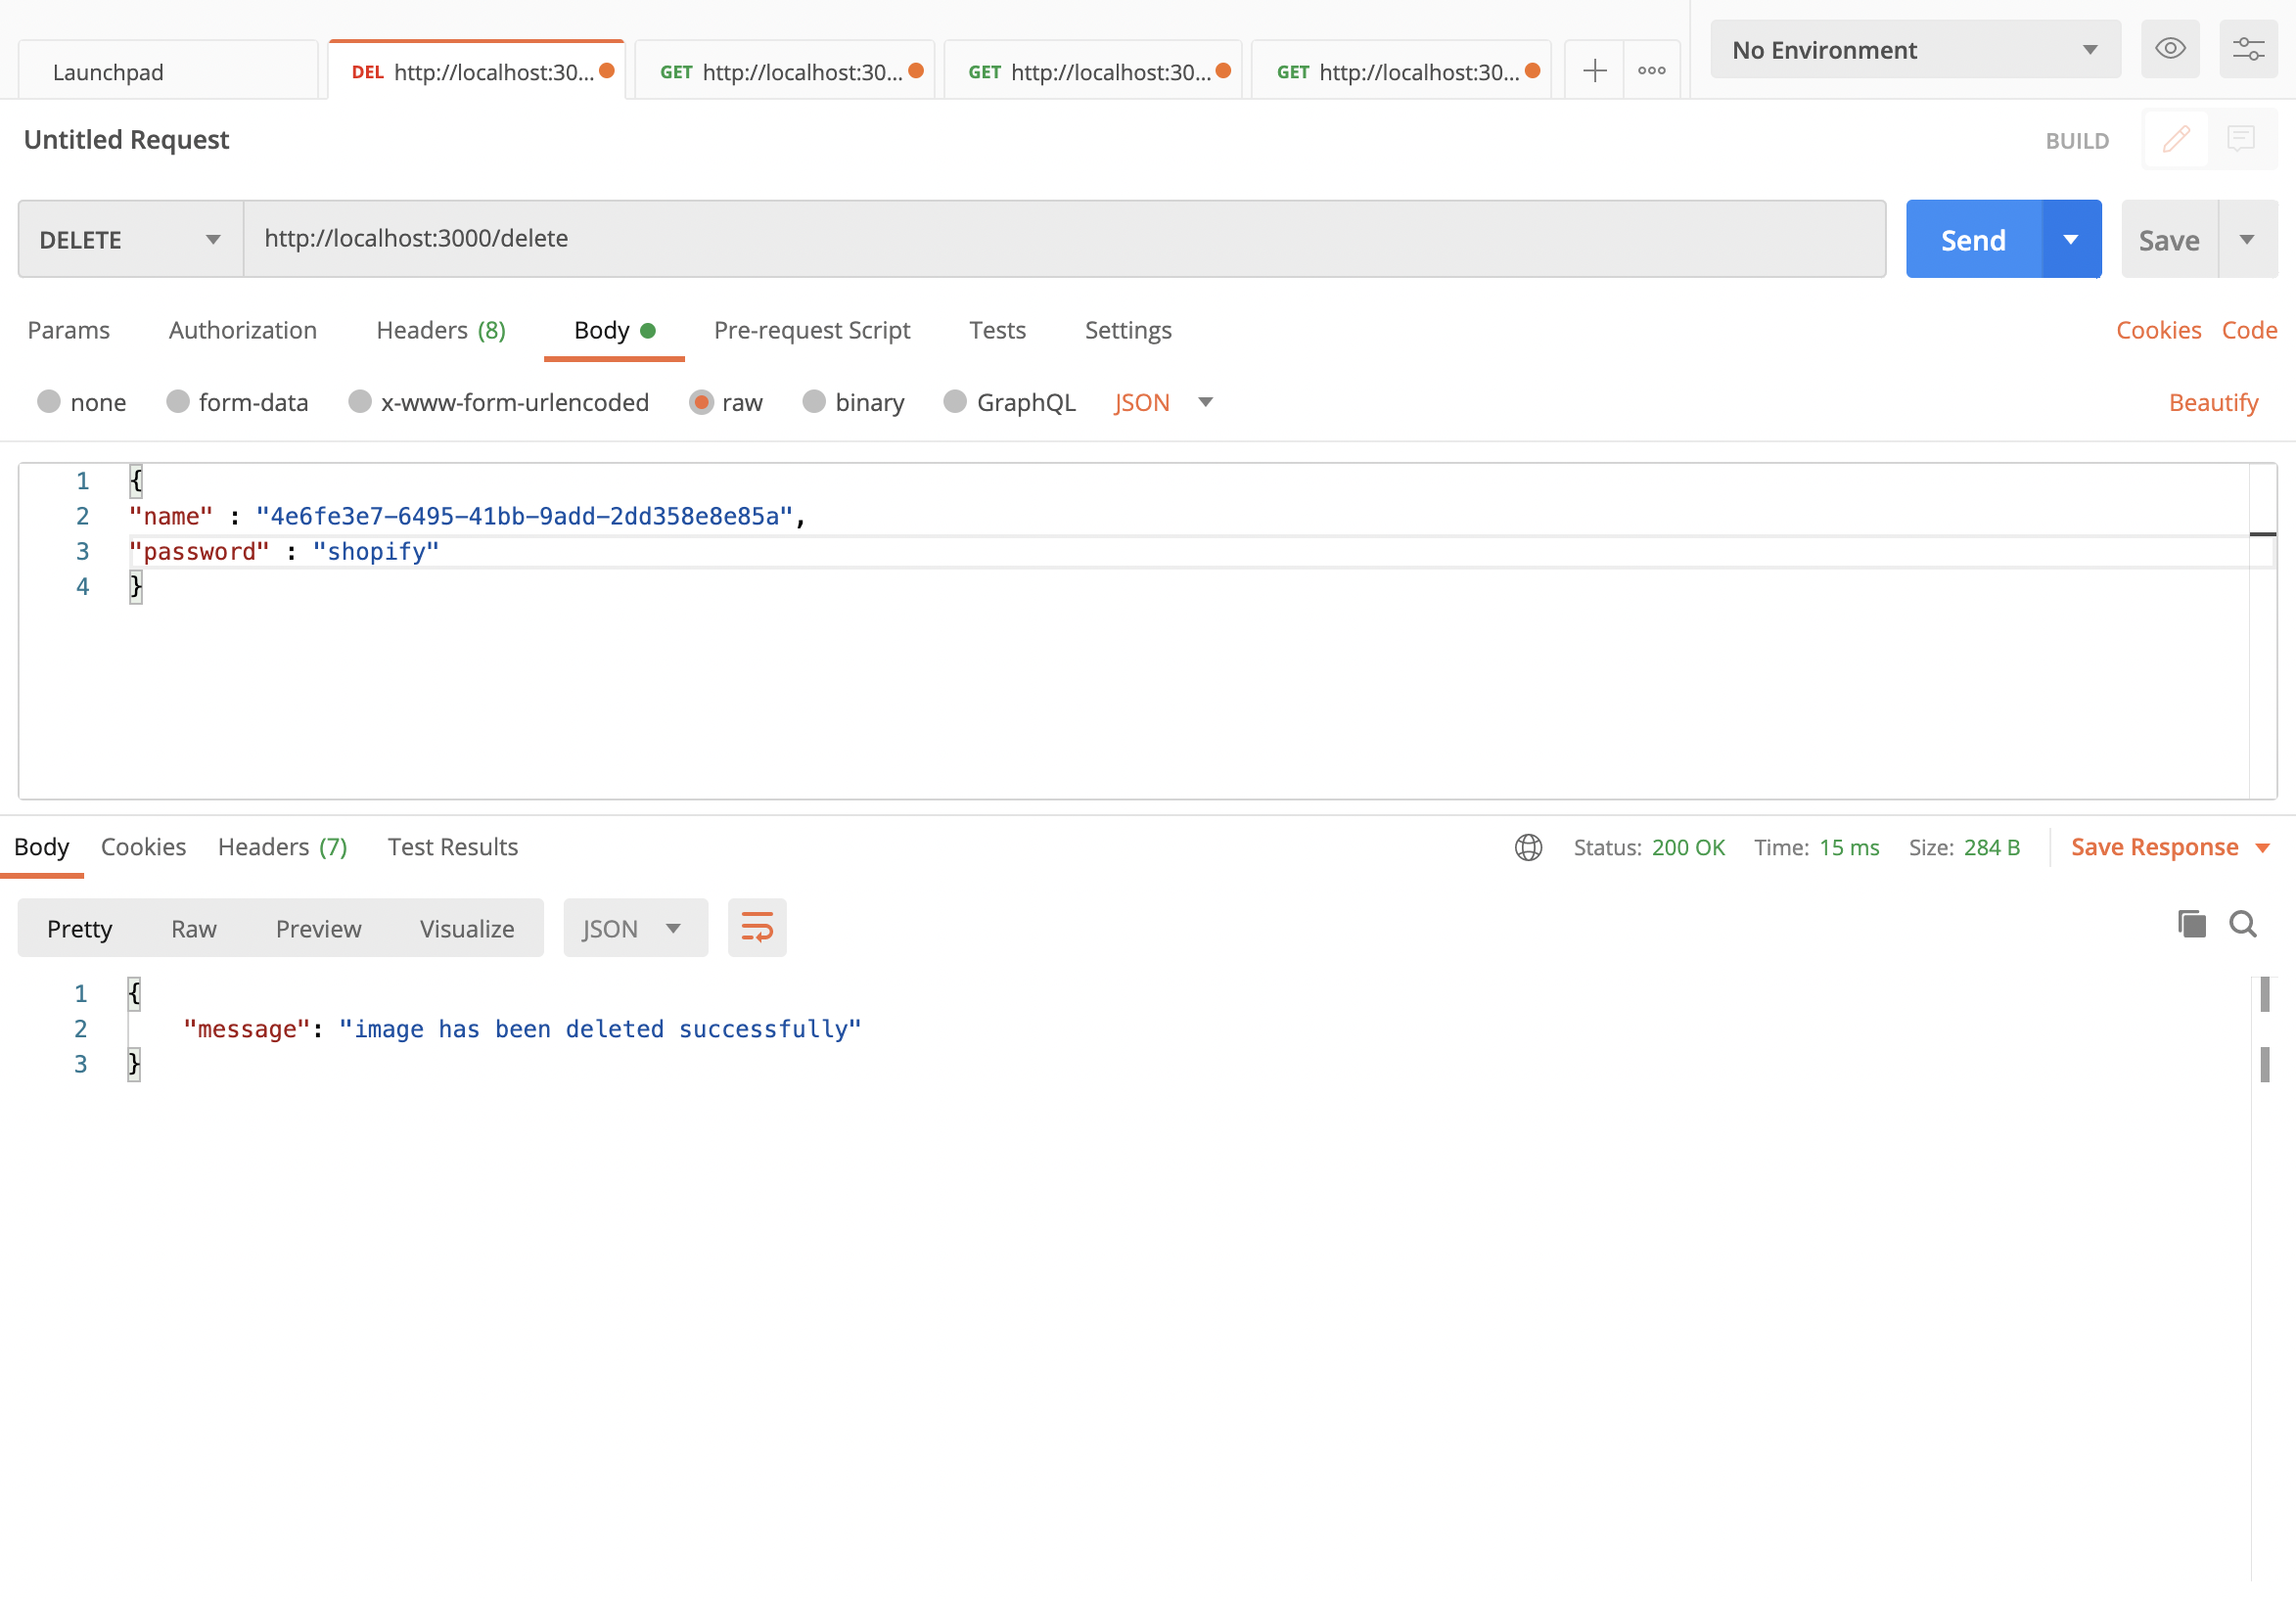 Launchpad
DEL http://localhost:30...
GET http://localhost:30...
GET http://localhost:30...
GET http://localhost:30...
No Environment
Untitled Request
BUILD
DELETE
http://localhost:3000/delete
Send
Save
Params Authorization Headers (8) Body Pre-request Script Tests Settings Cookies Code
none form-data x-www-form-urlencoded raw binary GraphQL JSON Beautify
1 {
2 "name" : "4e6fe3e7-6495-41bb-9add-2dd358e8e85a",
3 "password" : "shopify"
4 }
Body Cookies Headers (7) Test Results Status: 200 OK Time: 15 ms Size: 284 B Save Response
Pretty Raw Preview Visualize JSON
1 {
2 "message": "image has been deleted successfully"
3 }